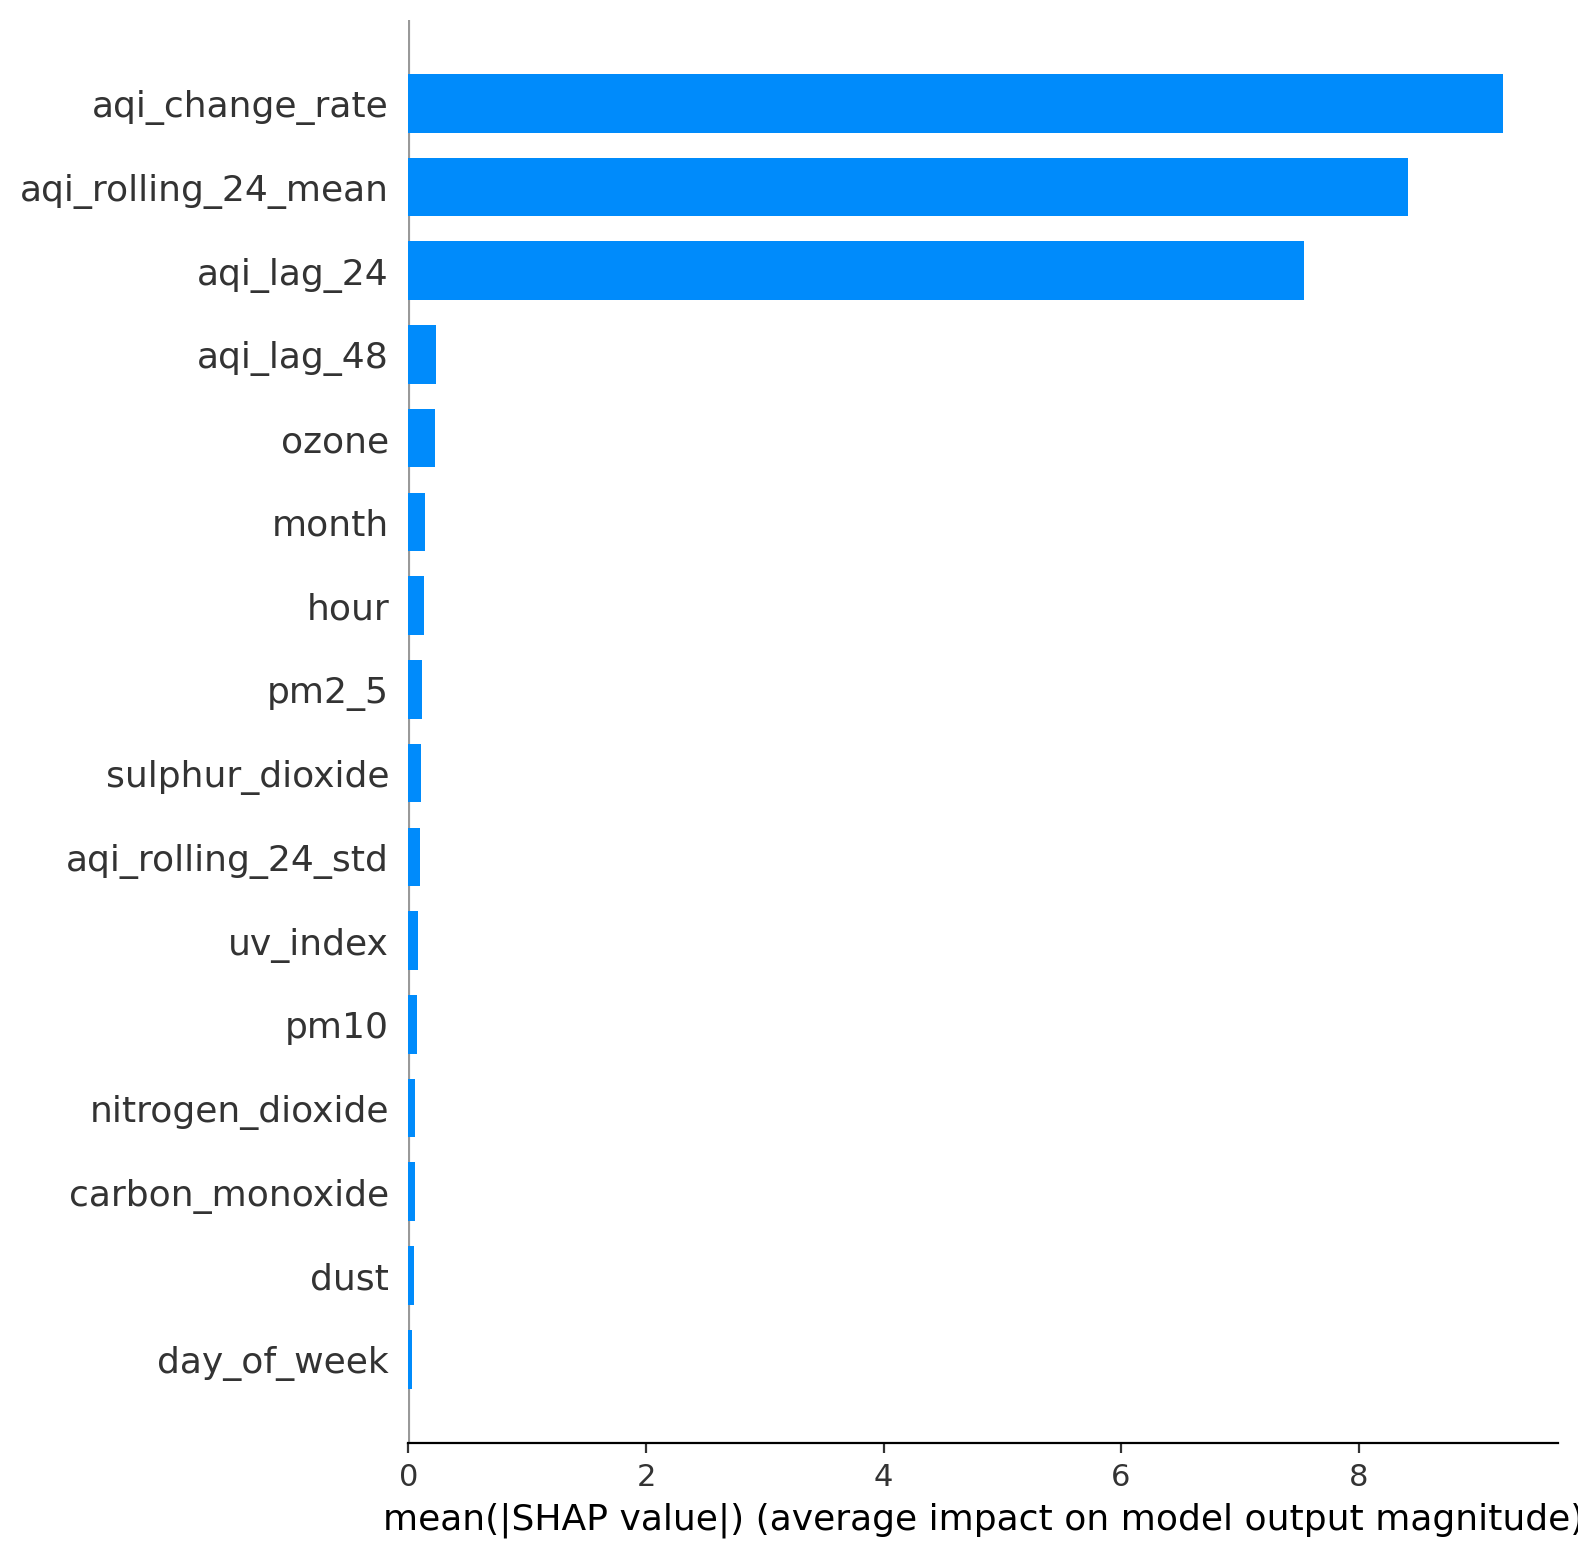 aqi_change_rate
aqi_rolling_24_mean
aqi_lag_24
aqi_lag_48
ozone
month
hour
pm2_5
sulphur_dioxide
aqi_rolling_24_std
uv_index
pm10
nitrogen_dioxide
carbon_monoxide
dust
day_of_week
0 2 4 6 8
mean(|SHAP value|) (average impact on model output magnitude)